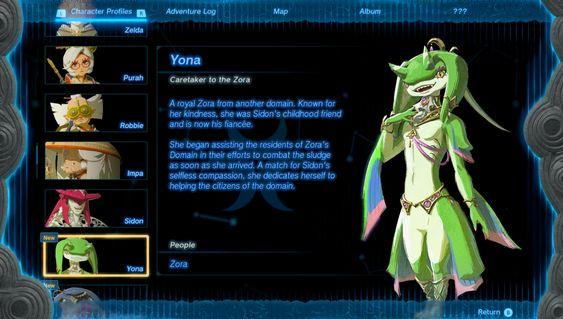 L Character Profiles R Adventure Log Map Album ???
Zelda
Purah
Robbie
Impa
Sidon
New
Yona
New
Yona
Caretaker to the Zora
A royal Zora from another domain. Known for
her kindness, she was Sidon's childhood friend
and is now his fiancée.
She began assisting the residents of Zora's
Domain in their efforts to combat the sludge
as soon as she arrived. A match for Sidon's
selfless compassion, she dedicates herself to
helping the citizens of the domain.
People
Zora
Return B